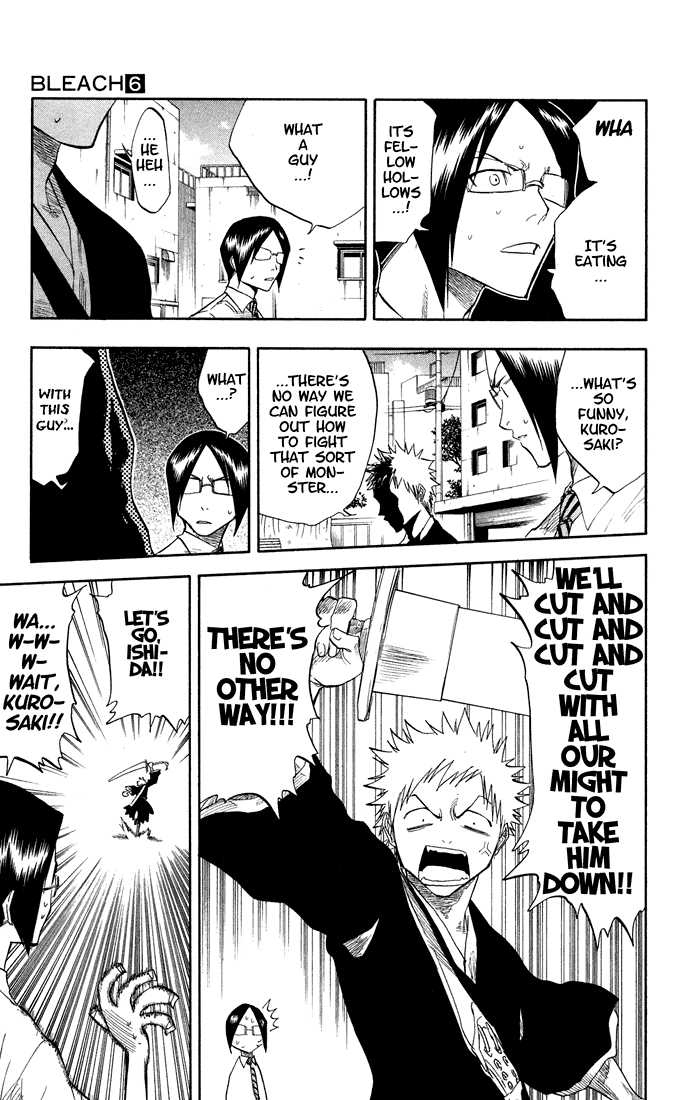 BLEACH 6
WHA
IT'S
EATING
...
ITS
FEL-
LOW
HOL-
LOWS
...!
WHAT
A
GUY
...!
...
HE
HEH
...
...WHAT'S
SO
FUNNY,
KURO-
SAKI?
...THERE'S
NO WAY WE
CAN FIGURE
OUT HOW
TO FIGHT
THAT SORT
OF MON-
STER...
WHAT
...?
WITH
THIS
GUY...
WE'LL
CUT AND
CUT AND
CUT AND
CUT
WITH
ALL
OUR
MIGHT
TO
TAKE
HIM
DOWN!!
THERE'S
NO
OTHER
WAY!!!
LET'S
GO,
ISHI-
DA!!
WA...
W-W-
W-
WAIT,
KURO-
SAKI!!